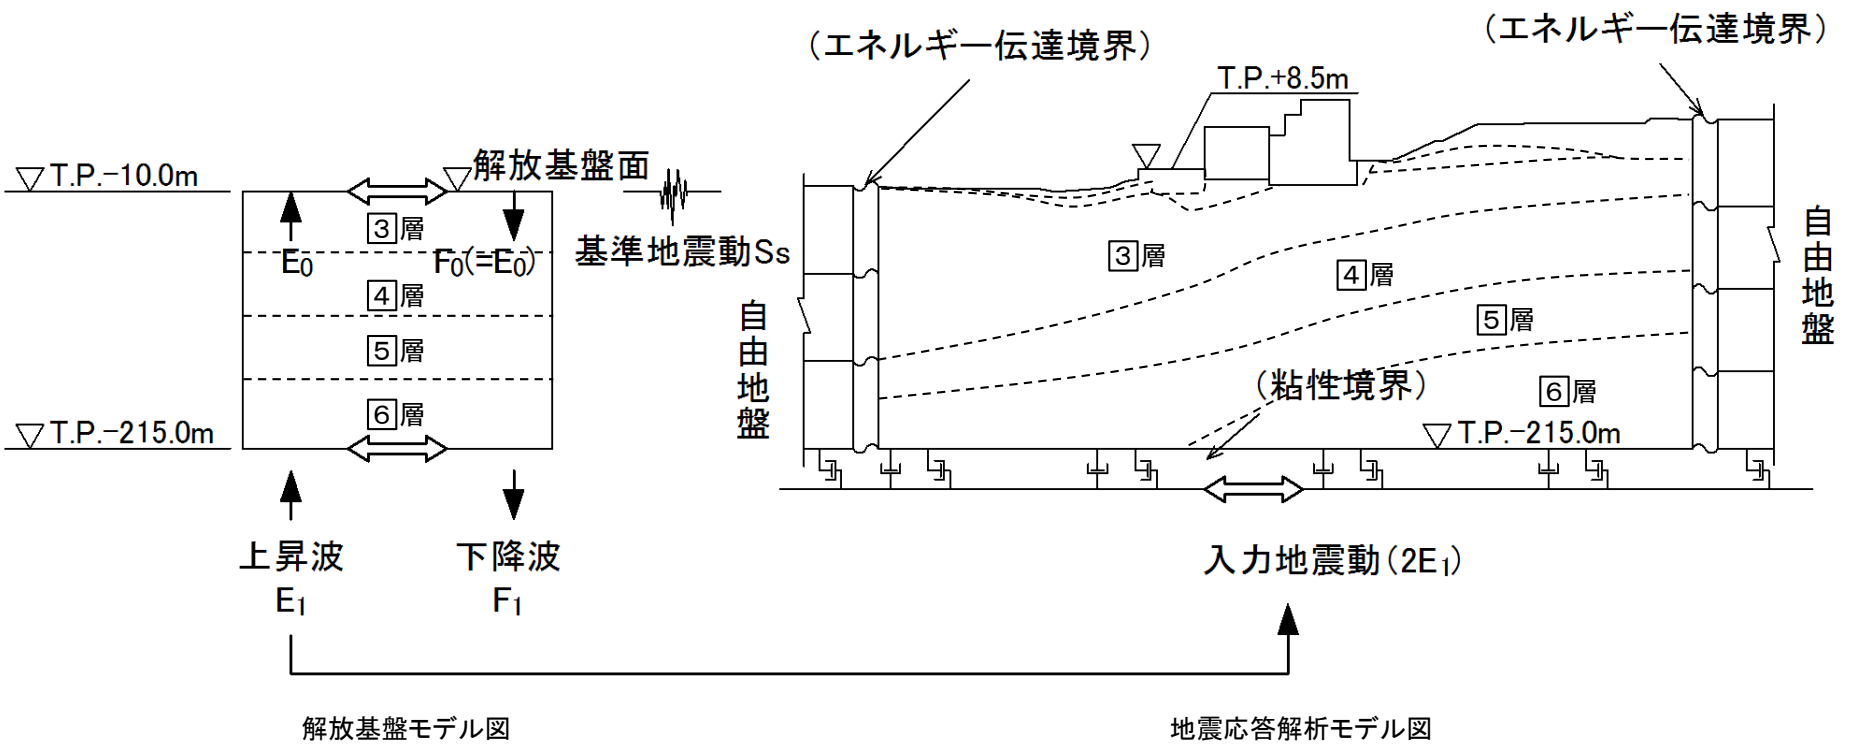 (エネルギー伝達境界)
(エネルギー伝達境界)
T.P.+8.5m
T.P.-10.0m
解放基盤面
3層
E0
F0(=E0)
基準地震動Ss
4層
5層
6層
T.P.-215.0m
上昇波
E1
下降波
F1
自由地盤
3層
4層
5層
6層
(粘性境界)
T.P.-215.0m
自由地盤
入力地震動(2E1)
解放基盤モデル図
地震応答解析モデル図